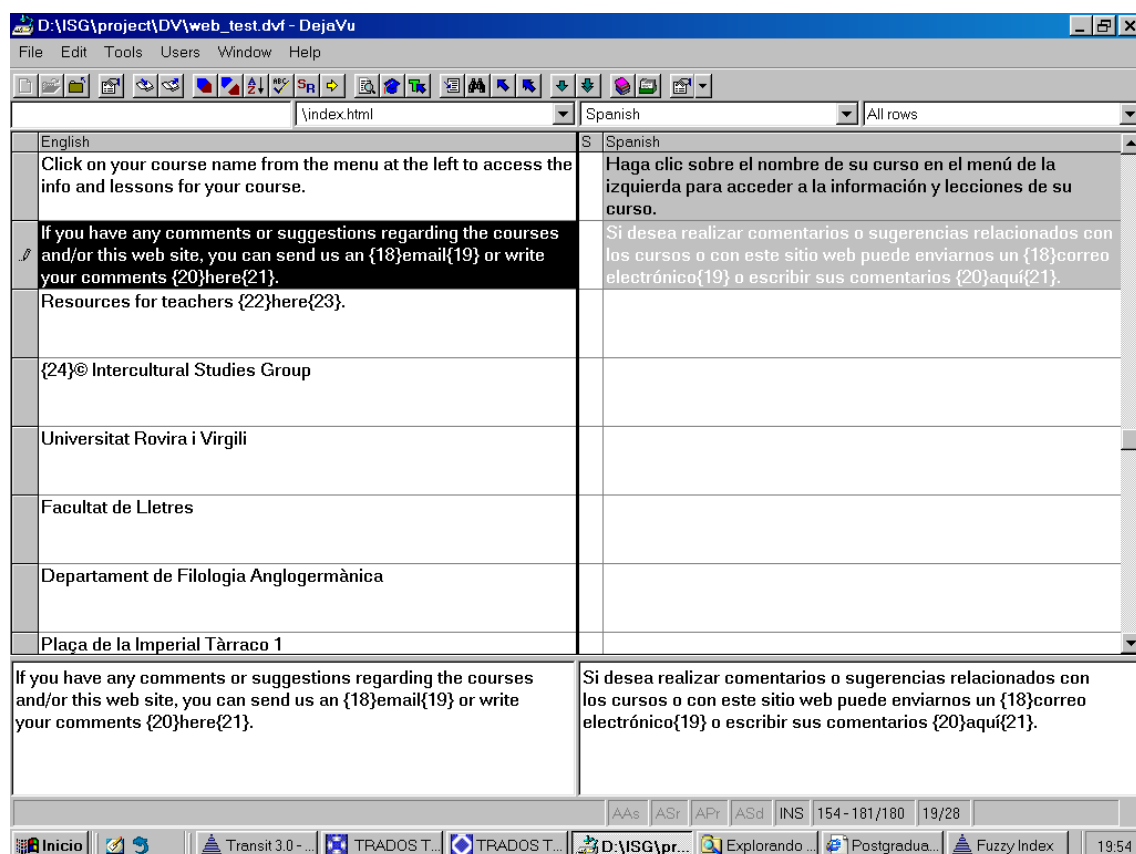 D:\ISG\project\DV\web_test.dvf - DejaVu
File Edit Tools Users Window Help
\index.html Spanish All rows
English S Spanish
Click on your course name from the menu at the left to access the
info and lessons for your course.
Haga clic sobre el nombre de su curso en el menú de la
izquierda para acceder a la información y lecciones de su
curso.
If you have any comments or suggestions regarding the courses
and/or this web site, you can send us an {18}email{19} or write
your comments {20}here{21}.
Si desea realizar comentarios o sugerencias relacionados con
los cursos o con este sitio web puede enviarnos un {18}correo
electrónico{19} o escribir sus comentarios {20}aquí{21}.
Resources for teachers {22}here{23}.
{24}© Intercultural Studies Group
Universitat Rovira i Virgili
Facultat de Lletres
Departament de Filologia Anglogermànica
Plaça de la Imperial Tàrraco 1
If you have any comments or suggestions regarding the courses
and/or this web site, you can send us an {18}email{19} or write
your comments {20}here{21}.
Si desea realizar comentarios o sugerencias relacionados con
los cursos o con este sitio web puede enviarnos un {18}correo
electrónico{19} o escribir sus comentarios {20}aquí{21}.
AAs ASr APr ASd INS 154-181/180 19/28
Inicio Transit 3.0 - ... TRADOS T... TRADOS T... D:\ISG\pr... Explorando ... Postgradua... Fuzzy Index 19:54